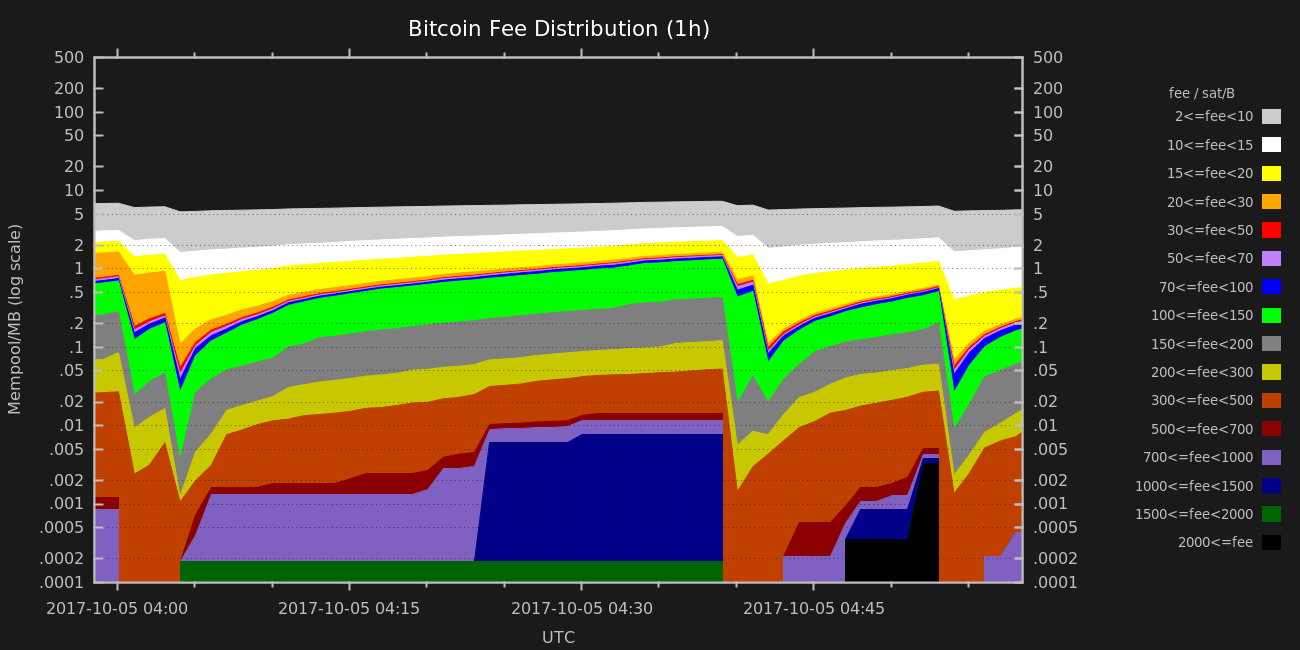 Bitcoin Fee Distribution (1h)
500 500
200 200
100 100
50 50
20 20
10 10
5 5
2 2
1 1
.5 .5
.2 .2
.1 .1
.05 .05
.02 .02
.01 .01
.005 .005
.002 .002
.001 .001
.0005 .0005
.0002 .0002
.0001 .0001
Mempool/MB (log scale)
2017-10-05 04:00 2017-10-05 04:15 2017-10-05 04:30 2017-10-05 04:45
UTC
fee / sat/B
2<=fee<10
10<=fee<15
15<=fee<20
20<=fee<30
30<=fee<50
50<=fee<70
70<=fee<100
100<=fee<150
150<=fee<200
200<=fee<300
300<=fee<500
500<=fee<700
700<=fee<1000
1000<=fee<1500
1500<=fee<2000
2000<=fee